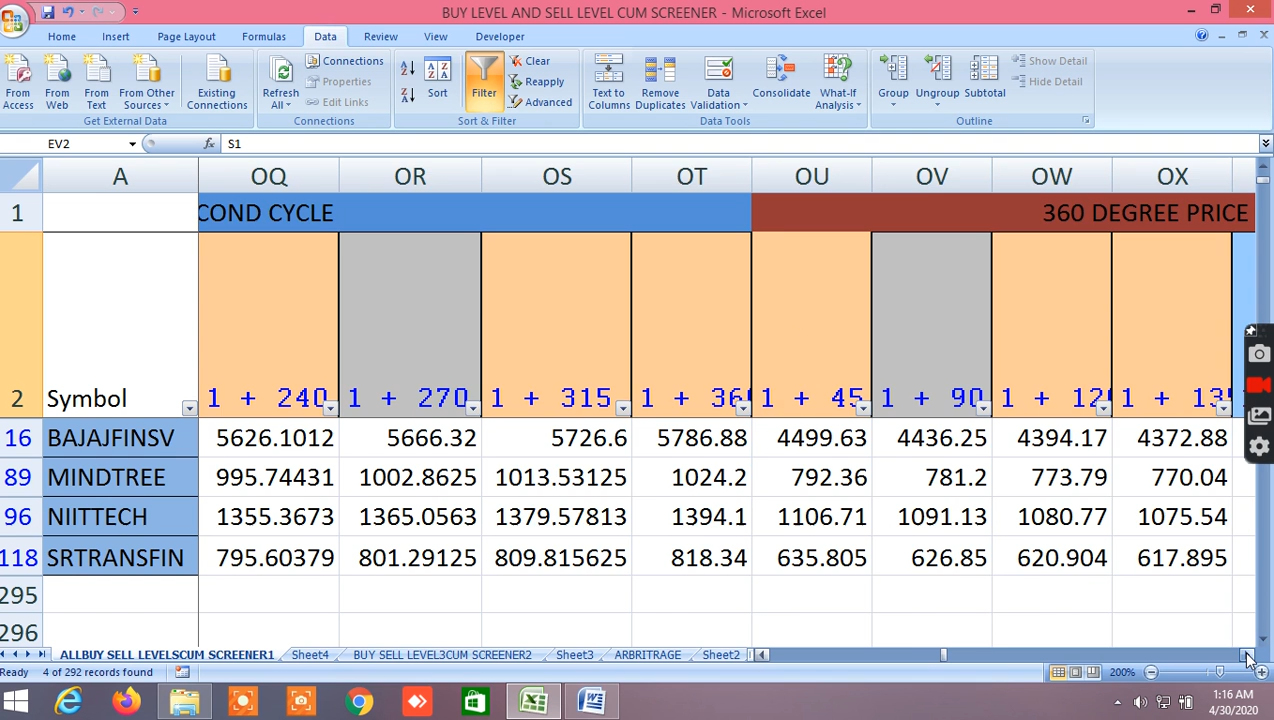 BUY LEVEL AND SELL LEVEL CUM SCREENER - Microsoft Excel
Home Insert Page Layout Formulas Data Review View Developer
From Access
From Web
From Text
From Other Sources
Existing Connections
Get External Data
Refresh All
Connections
Properties
Edit Links
Connections
Sort
Filter
Clear
Reapply
Advanced
Sort & Filter
Text to Columns
Remove Duplicates
Data Validation
Consolidate
What-If Analysis
Data Tools
Group
Ungroup
Subtotal
Show Detail
Hide Detail
Outline
EV2 fx S1
A OQ OR OS OT OU OV OW OX
1 COND CYCLE 360 DEGREE PRICE
2 Symbol 1 + 240 1 + 270 1 + 315 1 + 36 1 + 45 1 + 90 1 + 12 1 + 13
16 BAJAJFINSV 5626.1012 5666.32 5726.6 5786.88 4499.63 4436.25 4394.17 4372.88
89 MINDTREE 995.74431 1002.8625 1013.53125 1024.2 792.36 781.2 773.79 770.04
96 NIITTECH 1355.3673 1365.0563 1379.57813 1394.1 1106.71 1091.13 1080.77 1075.54
118 SRTRANSFIN 795.60379 801.29125 809.815625 818.34 635.805 626.85 620.904 617.895
295
296
ALLBUY SELL LEVELSCUM SCREENER1 Sheet4 BUY SELL LEVEL3CUM SCREENER2 Sheet3 ARBRITRAGE Sheet2
Ready 4 of 292 records found 200%
1:16 AM
4/30/2020